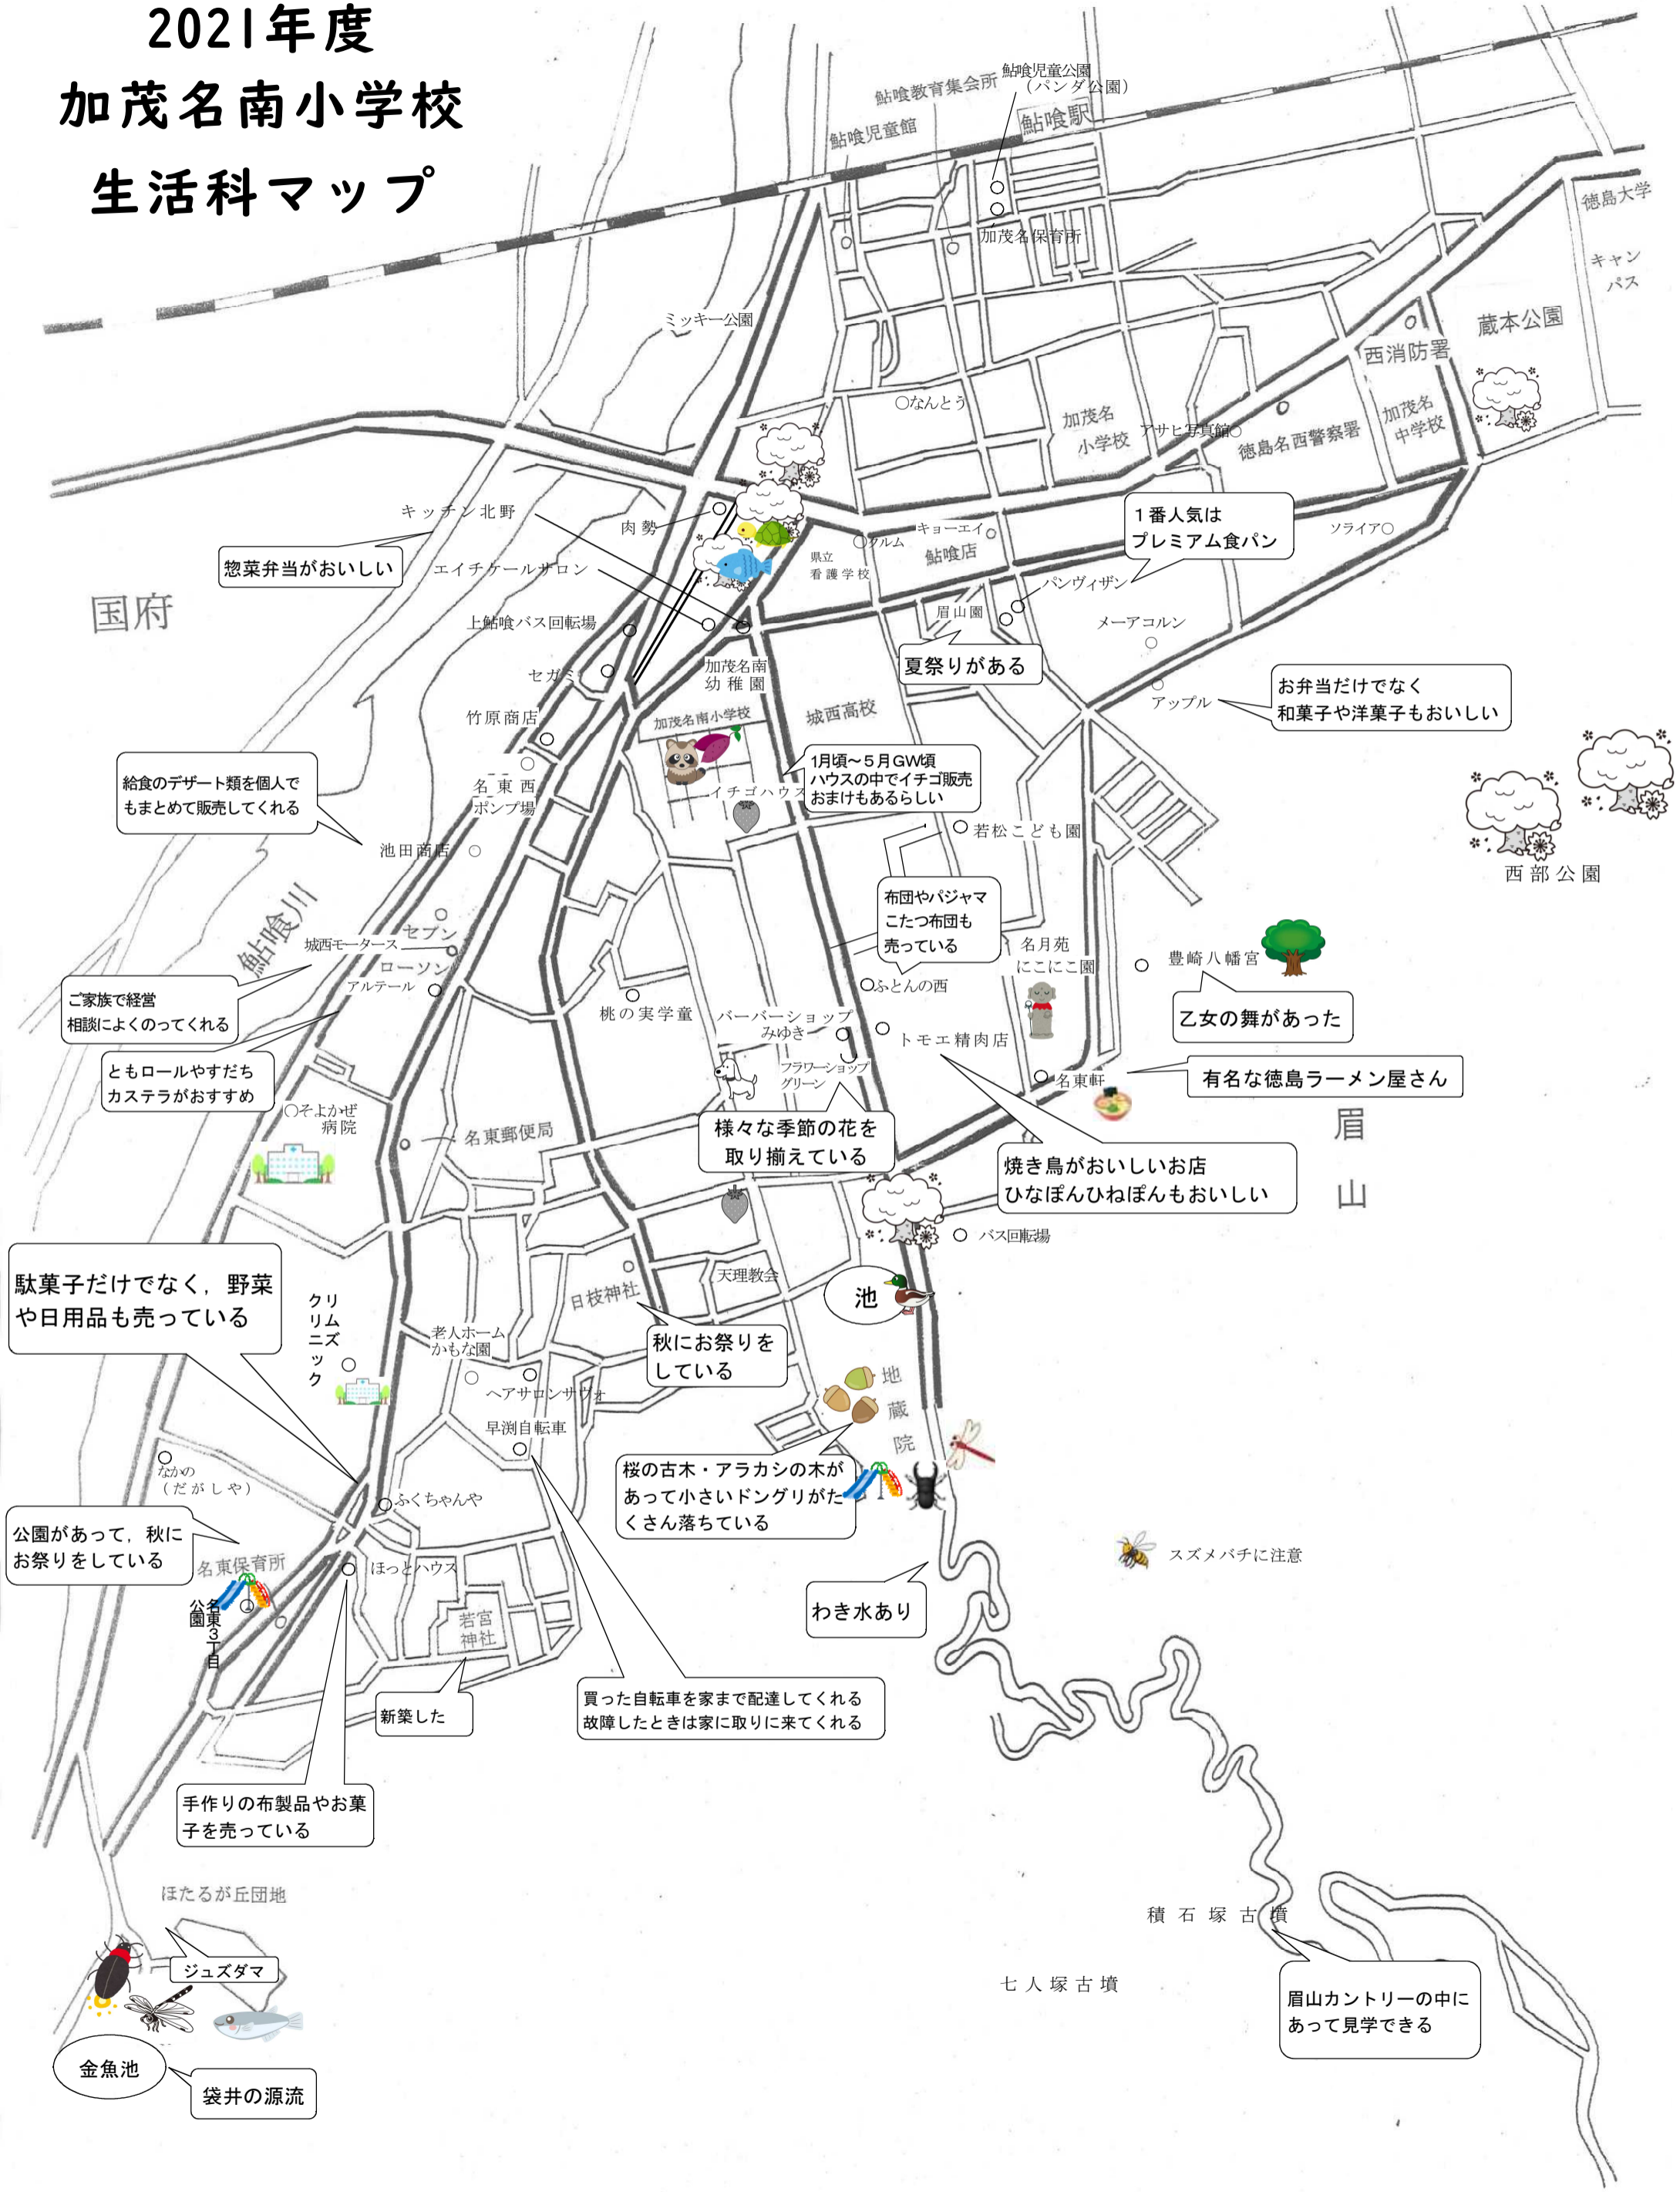 2021年度
加茂名南小学校
生活科マップ
鮎喰児童公園
（パンダ公園）
鮎喰教育集会所
鮎喰駅
鮎喰児童館
徳島大学
キャン
パス
加茂名保育所
ミッキー公園
蔵本公園
西消防署
○なんとう
加茂名
小学校
アサヒ写真館○
徳島名西警察署
加茂名
中学校
キッチン北野
肉勢
惣菜弁当がおいしい
エイチケールサロン
○クルム
キョーエイ
鮎喰店
県立
看護学校
１番人気は
プレミアム食パン
ソライア○
パンヴィザン
国府
上鮎喰バス回転場
眉山園
メーアコルン
夏祭りがある
セガミ
加茂名南
幼稚園
アップル
お弁当だけでなく
和菓子や洋菓子もおいしい
竹原商店
加茂名南小学校
城西高校
名東西
ポンプ場
イチゴハウス
1月頃～５月GW頃
ハウスの中でイチゴ販売
おまけもあるらしい
給食のデザート類を個人で
もまとめて販売してくれる
池田商店
若松こども園
西部公園
鮎喰川
布団やパジャマ
こたつ布団も
売っている
セブン
城西モータース
ローソン
アルテール
名月苑
にこにこ園
豊崎八幡宮
ふとんの西
乙女の舞があった
ご家族で経営
相談によくのってくれる
桃の実学童
バーバーショップ
みゆき
トモエ精肉店
ともロールやすだち
カステラがおすすめ
フラワーショップ
グリーン
名東軒
有名な徳島ラーメン屋さん
○そよかぜ
病院
名東郵便局
様々な季節の花を
取り揃えている
焼き鳥がおいしいお店
ひなぽんひねぽんもおいしい
眉
山
バス回転場
駄菓子だけでなく，野菜
や日用品も売っている
リムズ
クリニック
日枝神社
天理教会
池
老人ホーム
かもな園
秋にお祭りを
している
ヘアサロンサヴォ
地
蔵
院
早渕自転車
なかの
（だがしや）
桜の古木・アラカシの木が
あって小さいドングリがた
くさん落ちている
ふくちゃんや
公園があって，秋に
お祭りをしている
名東保育所
名東3丁目
公園
ほっとハウス
スズメバチに注意
わき水あり
若宮
神社
新築した
買った自転車を家まで配達してくれる
故障したときは家に取りに来てくれる
手作りの布製品やお菓
子を売っている
ほたるが丘団地
ジュズダマ
積石塚古墳
七人塚古墳
眉山カントリーの中に
あって見学できる
金魚池
袋井の源流